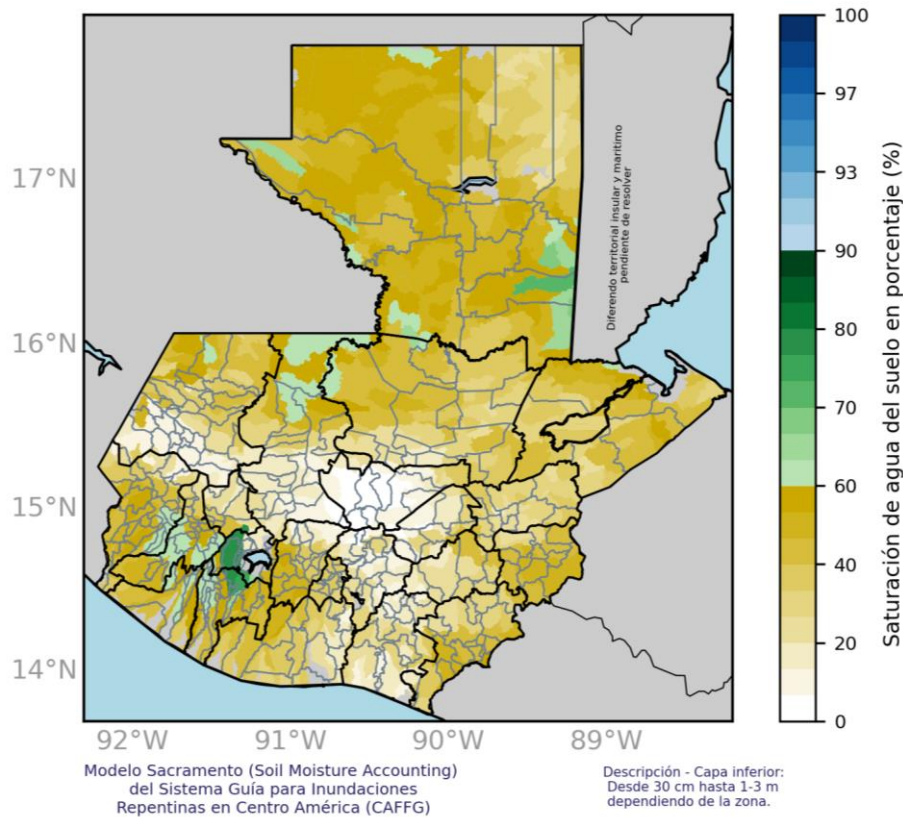 100
97
93
90
80
70
60
40
20
0
Saturación de agua del suelo en porcentaje (%)
17°N
16°N
15°N
14°N
92°W
91°W
90°W
89°W
Diferendo territorial insular y maritimo
pendiente de resolver
Modelo Sacramento (Soil Moisture Accounting)
del Sistema Guía para Inundaciones
Repentinas en Centro América (CAFFG)
Descripción - Capa inferior:
Desde 30 cm hasta 1-3 m
dependiendo de la zona.